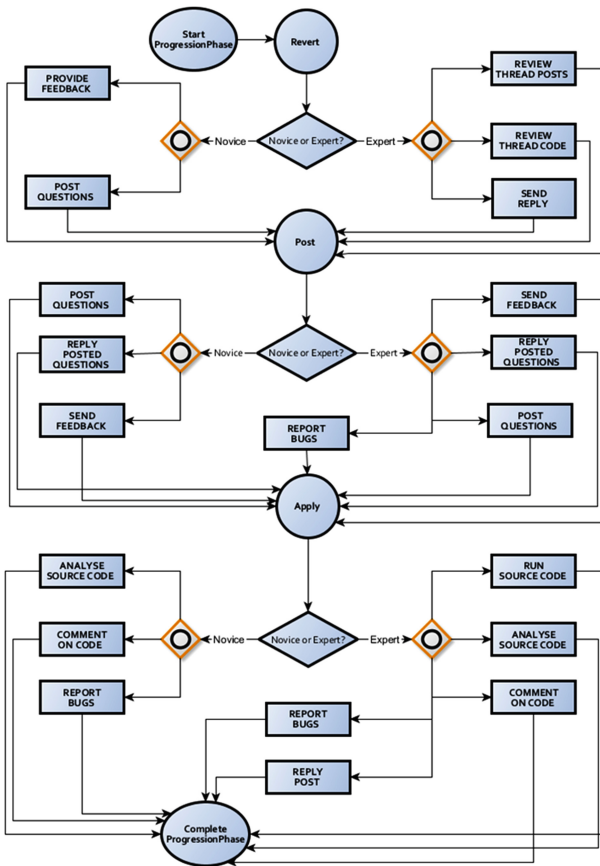 Start
ProgressionPhase
Revert
PROVIDE
FEEDBACK
REVIEW
THREAD POSTS
Novice
Novice or Expert?
Expert
REVIEW
THREAD CODE
POST
QUESTIONS
SEND
REPLY
Post
POST
QUESTIONS
SEND
FEEDBACK
REPLY
POSTED
QUESTIONS
Novice
Novice or Expert?
Expert
REPLY
POSTED
QUESTIONS
SEND
FEEDBACK
REPORT
BUGS
POST
QUESTIONS
Apply
ANALYSE
SOURCE CODE
RUN
SOURCE CODE
COMMENT
ON CODE
Novice
Novice or Expert?
Expert
ANALYSE
SOURCE CODE
REPORT
BUGS
COMMENT
ON CODE
REPORT
BUGS
REPLY
POST
Complete
ProgressionPhase